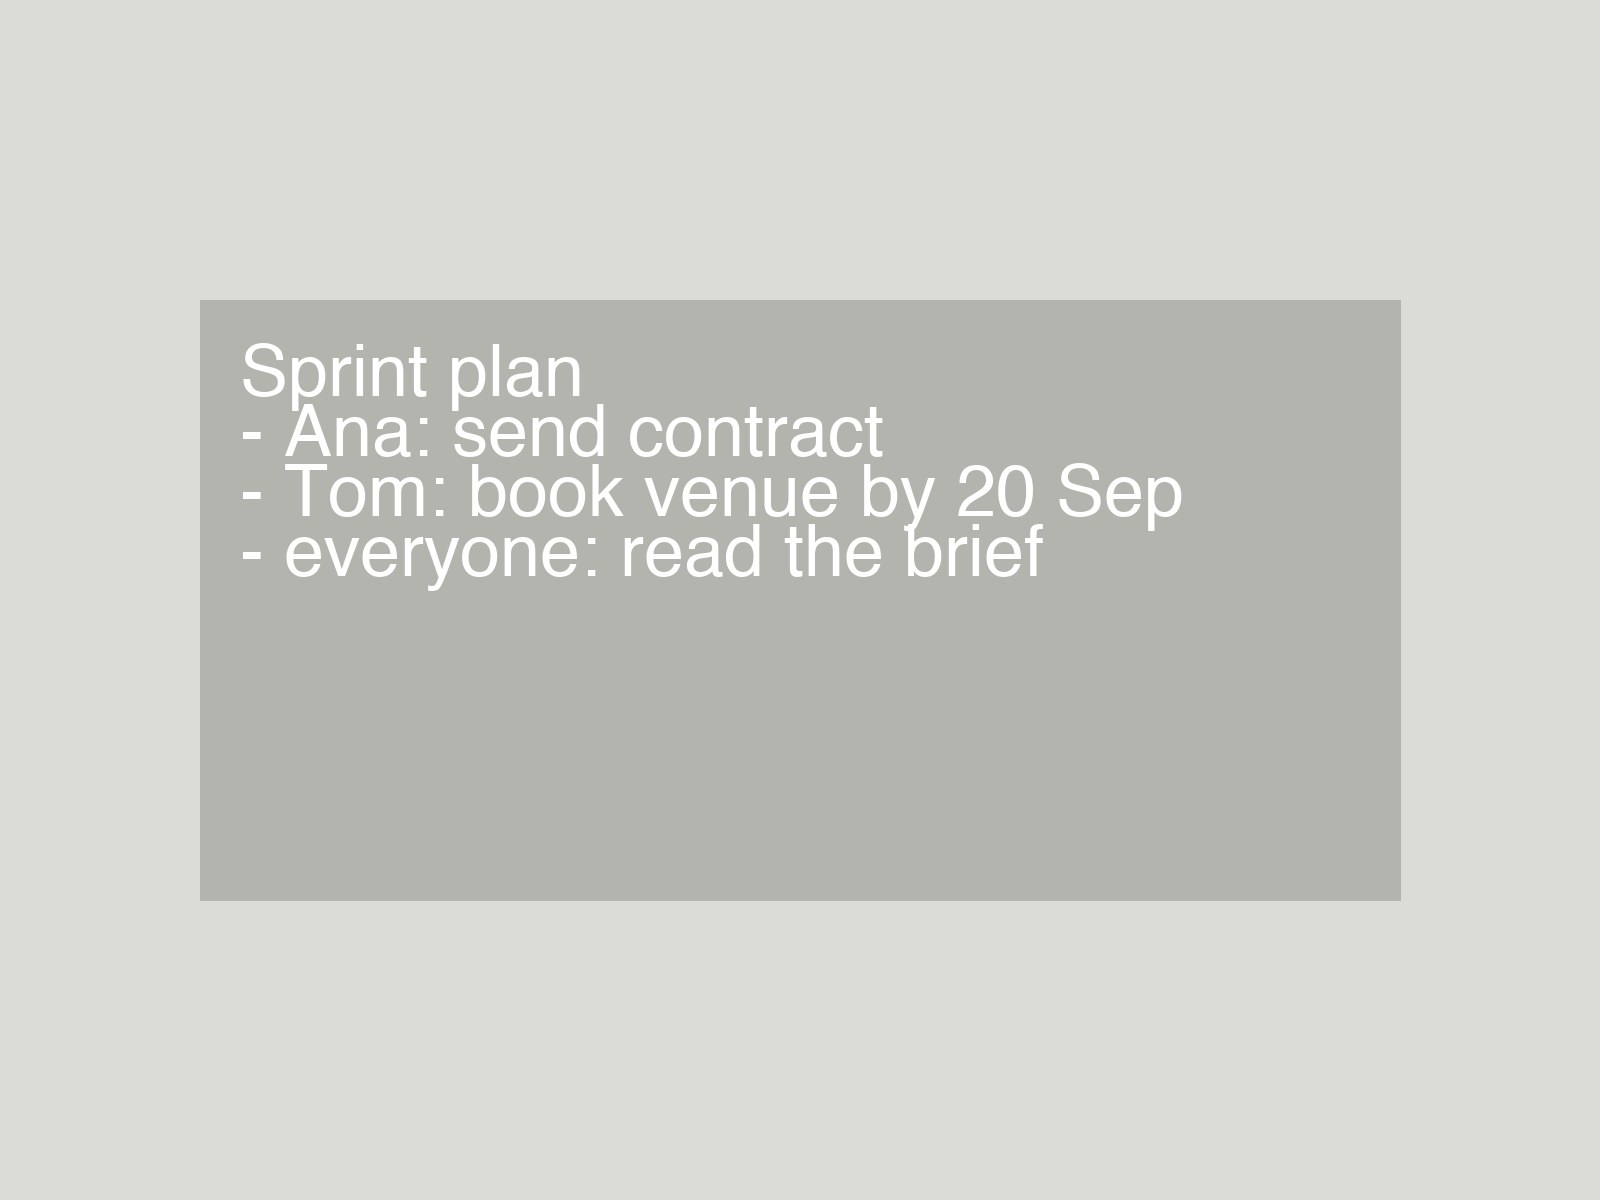 Sprint plan
- Ana: send contract
- Tom: book venue by 20 Sep
- everyone: read the brief